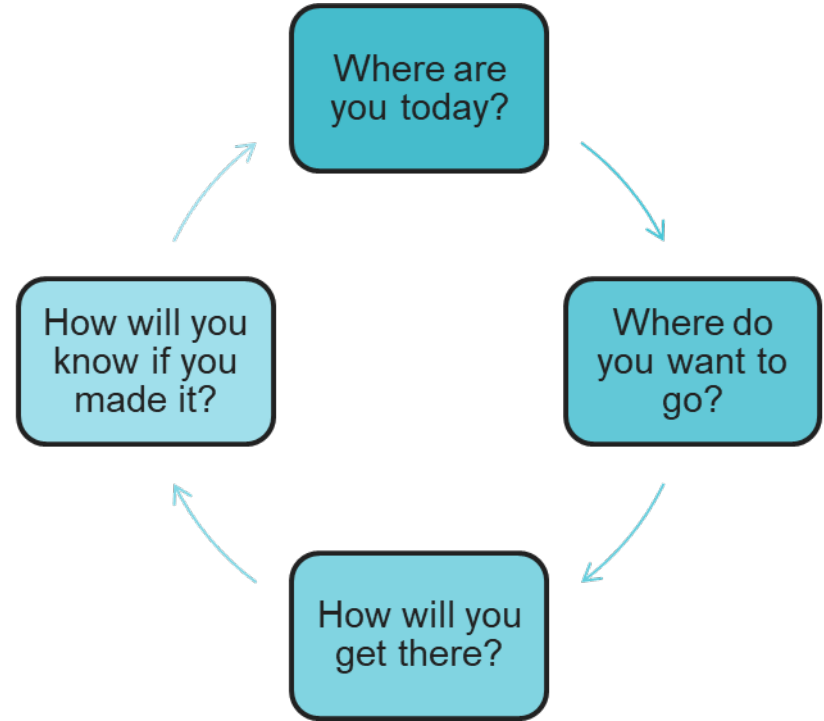 Where are
you today?
Where do
you want to
go?
How will you
get there?
How will you
know if you
made it?